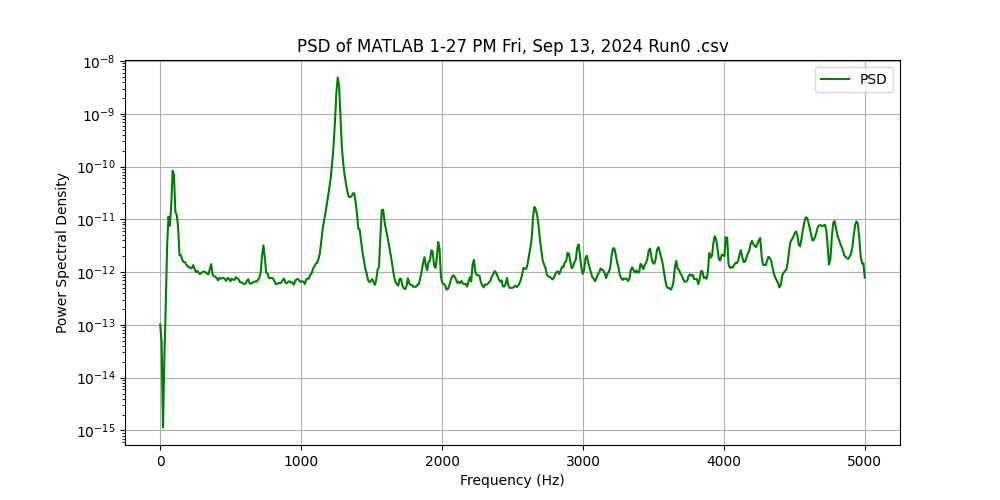 PSD of MATLAB 1-27 PM Fri, Sep 13, 2024 Run0 .csv
PSD
Power Spectral Density
10⁻⁸
10⁻⁹
10⁻¹⁰
10⁻¹¹
10⁻¹²
10⁻¹³
10⁻¹⁴
10⁻¹⁵
0 1000 2000 3000 4000 5000
Frequency (Hz)